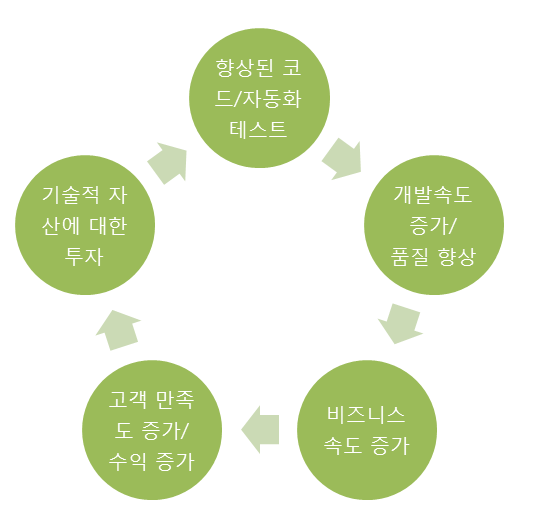 향상된 코
드/자동화
테스트
개발속도
증가/
품질 향상
비즈니스
속도 증가
고객 만족
도 증가/
수익 증가
기술적 자
산에 대한
투자